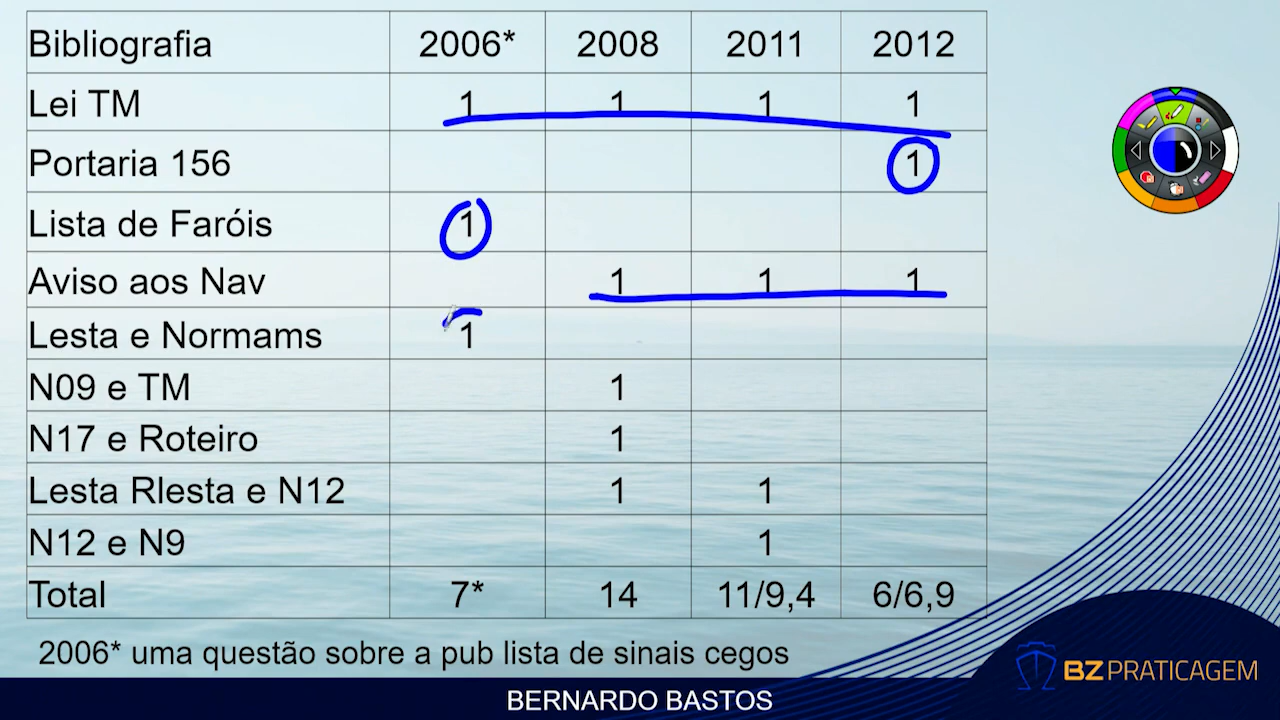 Bibliografia 2006* 2008 2011 2012
Lei TM 1 1 1 1
Portaria 156 1
Lista de Faróis 1
Aviso aos Nav 1 1 1
Lesta e Normams 1
N09 e TM 1
N17 e Roteiro 1
Lesta Rlesta e N12 1 1
N12 e N9 1
Total 7* 14 11/9,4 6/6,9
2006* uma questão sobre a pub lista de sinais cegos
BZPRATICAGEM
BERNARDO BASTOS